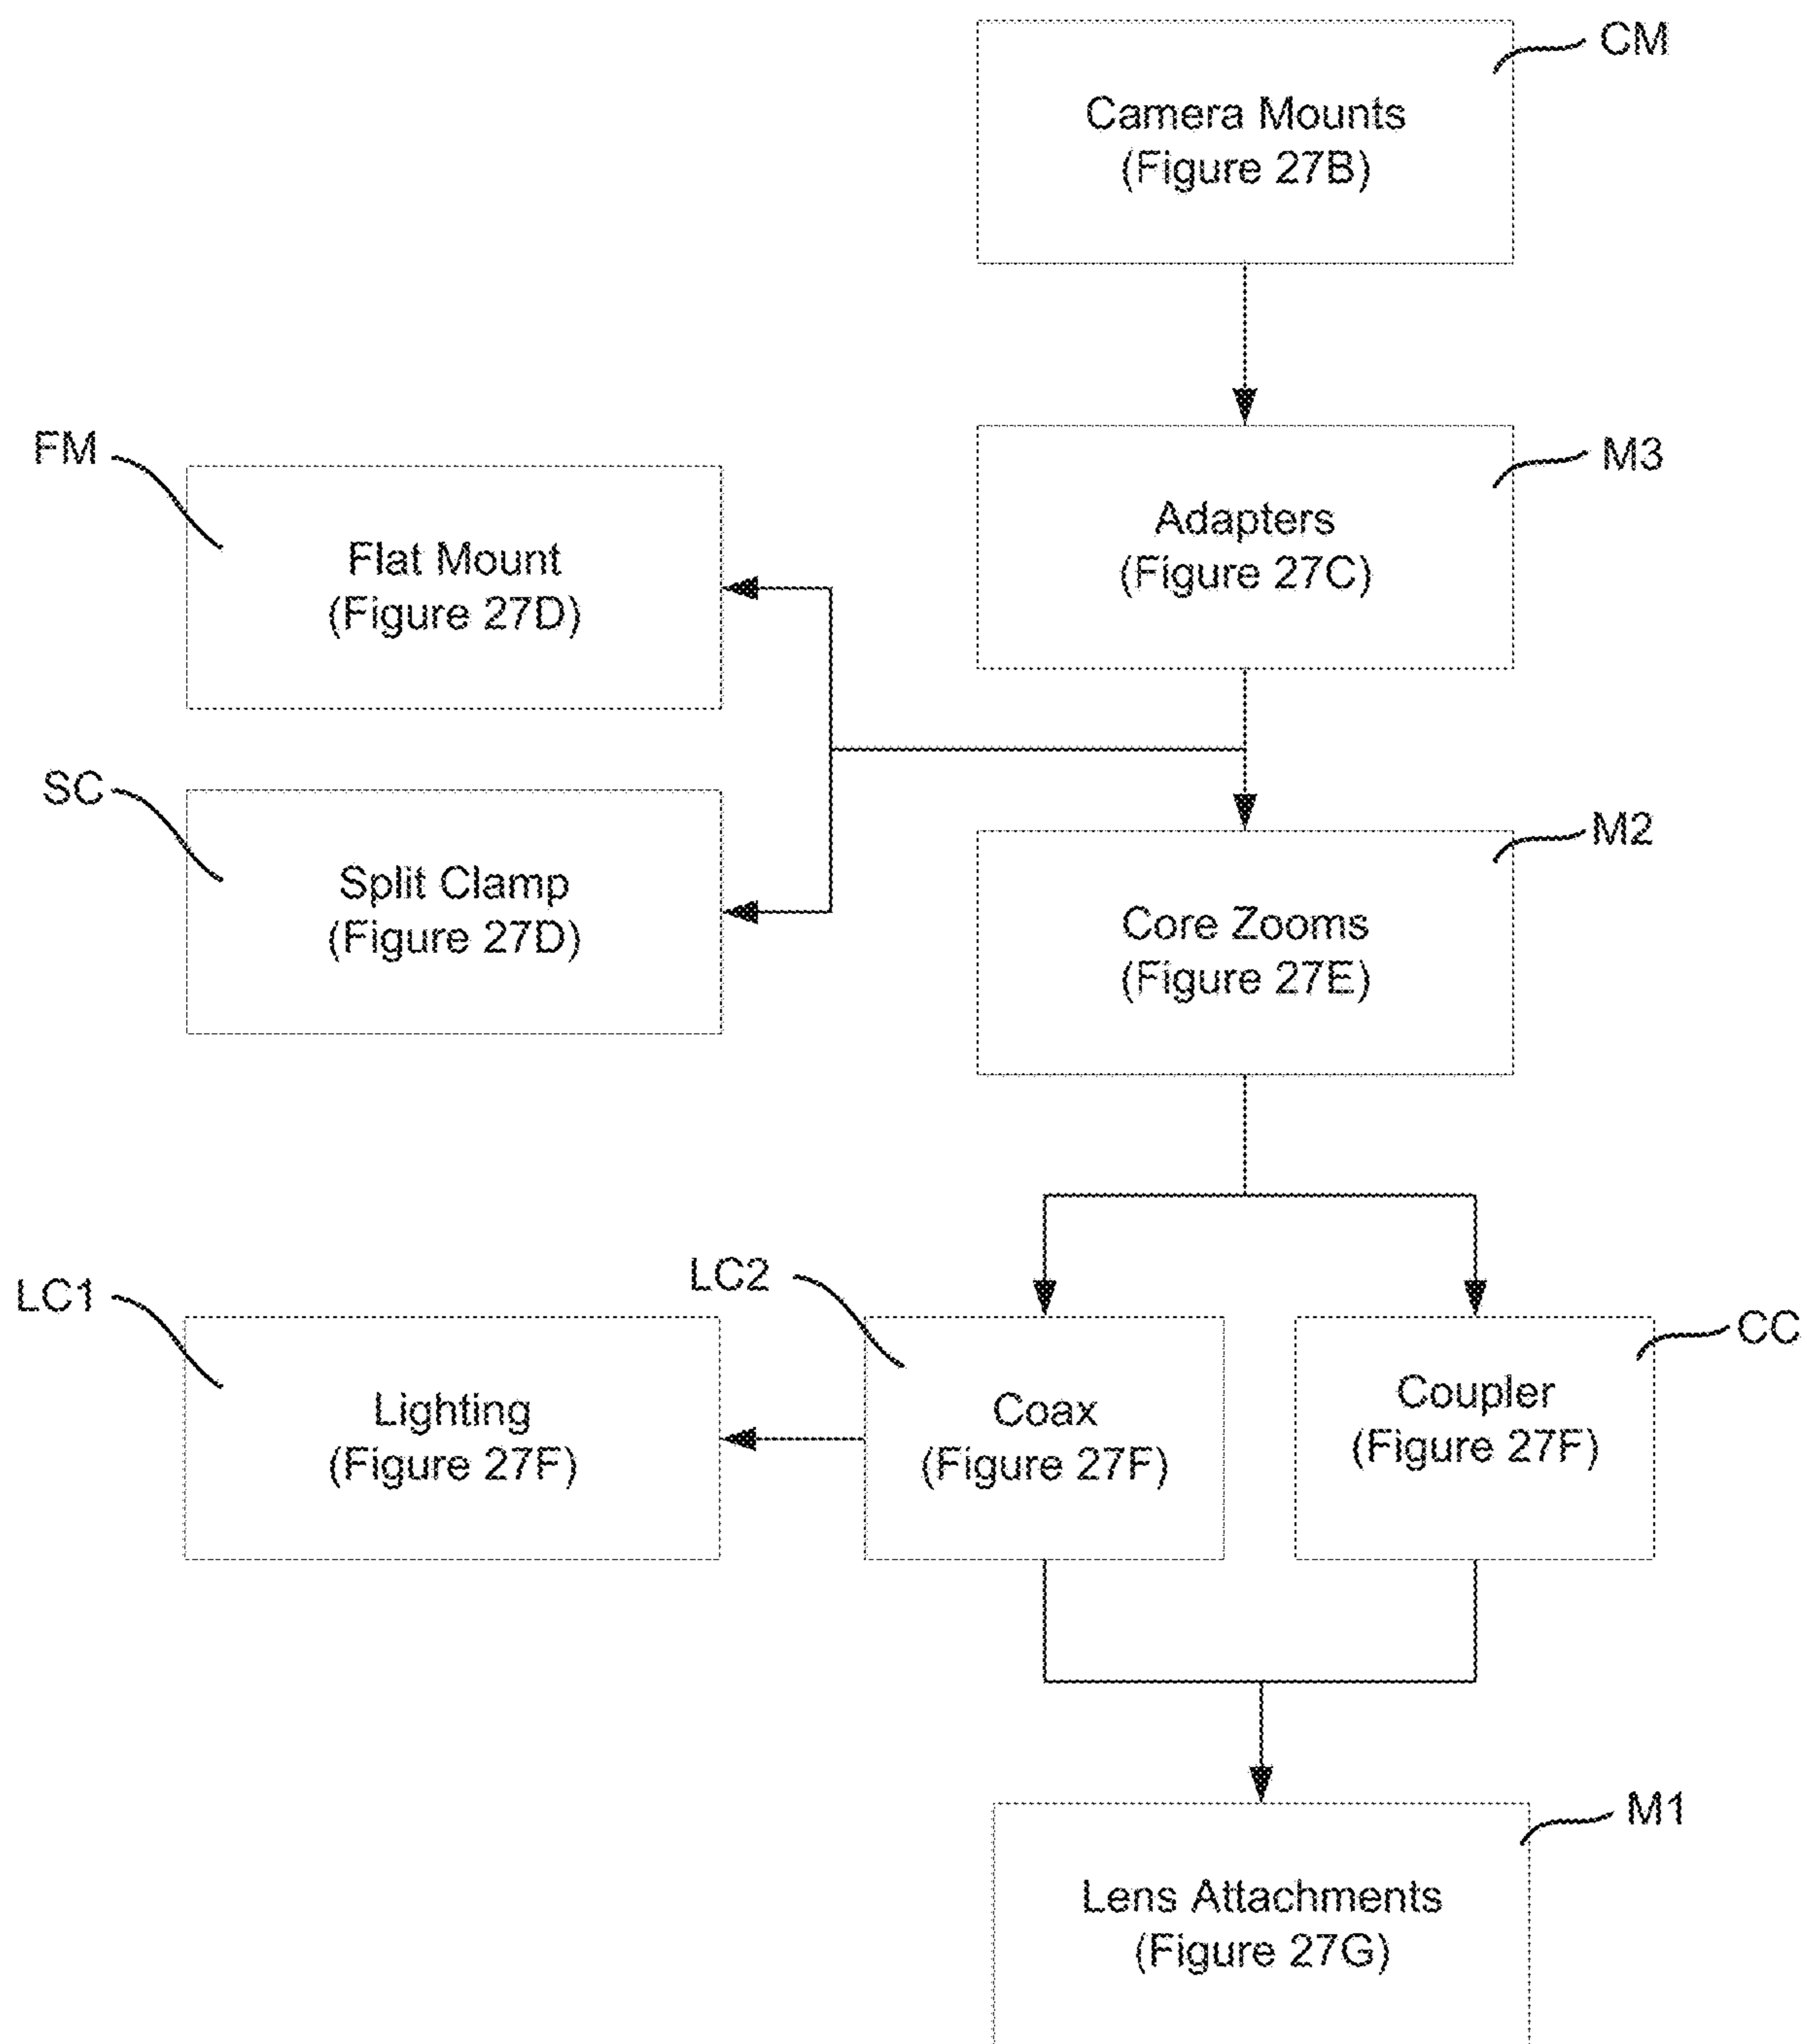 CM
Camera Mounts
(Figure 27B)
M3
Adapters
(Figure 27C)
FM
Flat Mount
(Figure 27D)
SC
Split Clamp
(Figure 27D)
M2
Core Zooms
(Figure 27E)
LC1
Lighting
(Figure 27F)
LC2
Coax
(Figure 27F)
CC
Coupler
(Figure 27F)
M1
Lens Attachments
(Figure 27G)